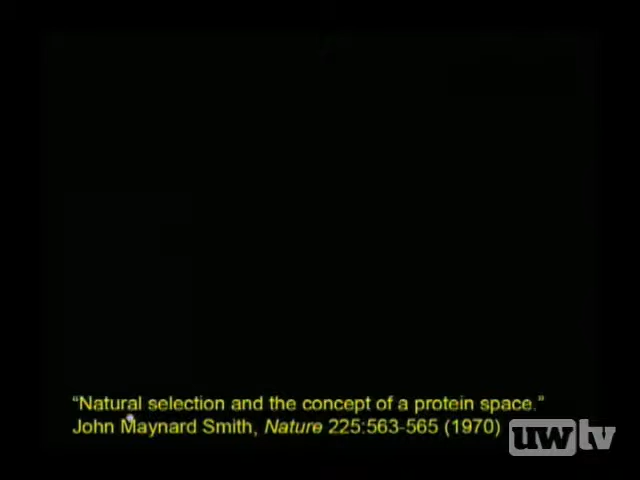 “Natural selection and the concept of a protein space.”
John Maynard Smith, Nature 225:563-565 (1970)
uwtv